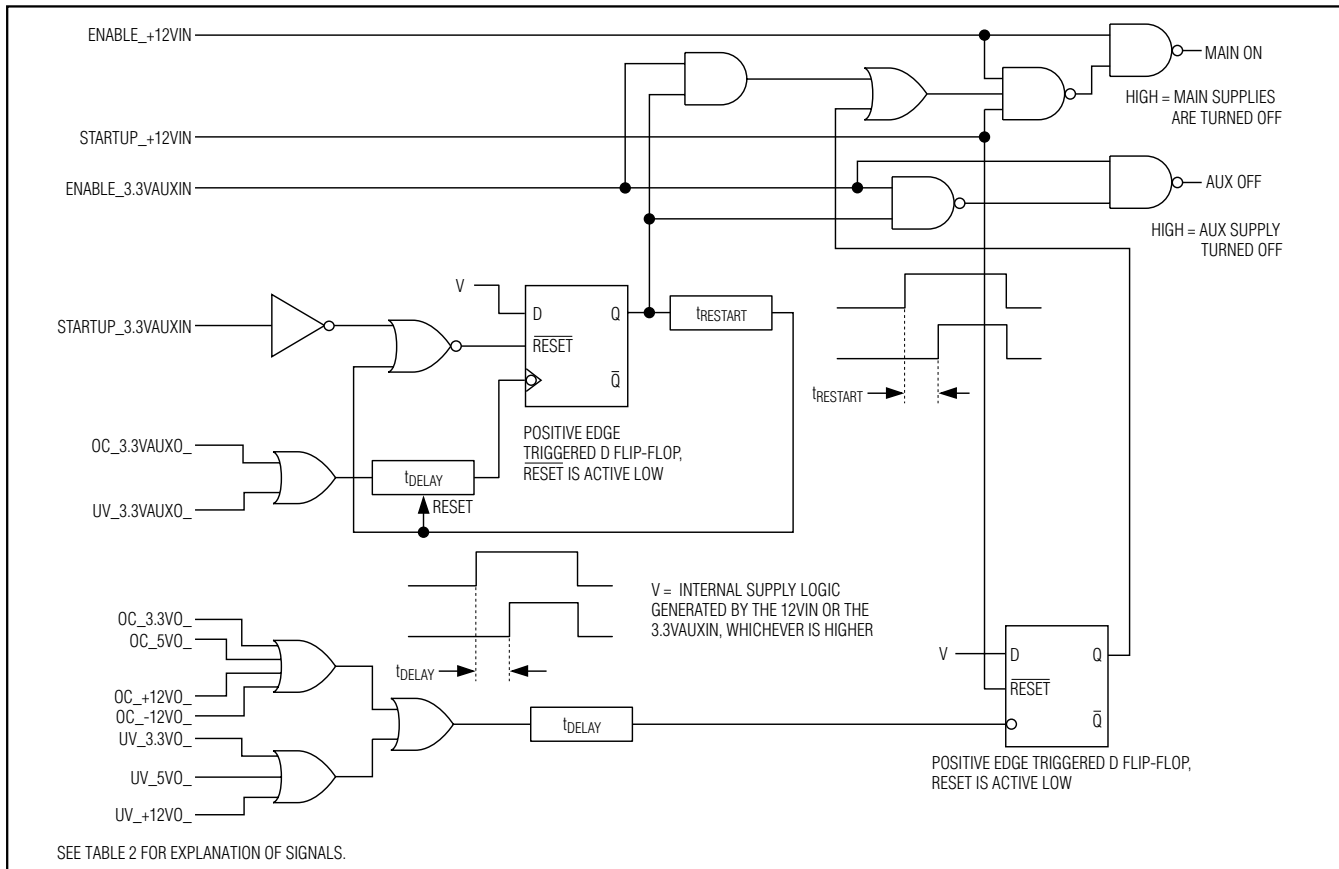 ENABLE_+12VIN
MAIN ON
HIGH = MAIN SUPPLIES
ARE TURNED OFF
STARTUP_+12VIN
ENABLE_3.3VAUXIN
AUX OFF
HIGH = AUX SUPPLY
TURNED OFF
V
D
Q
tRESTART
STARTUP_3.3VAUXIN
RESET
Q
tRESTART
POSITIVE EDGE
TRIGGERED D FLIP-FLOP,
RESET IS ACTIVE LOW
OC_3.3VAUXO_
tDELAY
RESET
UV_3.3VAUXO_
V = INTERNAL SUPPLY LOGIC
GENERATED BY THE 12VIN OR THE
3.3VAUXIN, WHICHEVER IS HIGHER
tDELAY
OC_3.3VO_
OC_5VO_
OC_+12VO_
OC_-12VO_
UV_3.3VO_
UV_5VO_
UV_+12VO_
tDELAY
V
D
Q
RESET
Q
POSITIVE EDGE TRIGGERED D FLIP-FLOP,
RESET IS ACTIVE LOW
SEE TABLE 2 FOR EXPLANATION OF SIGNALS.